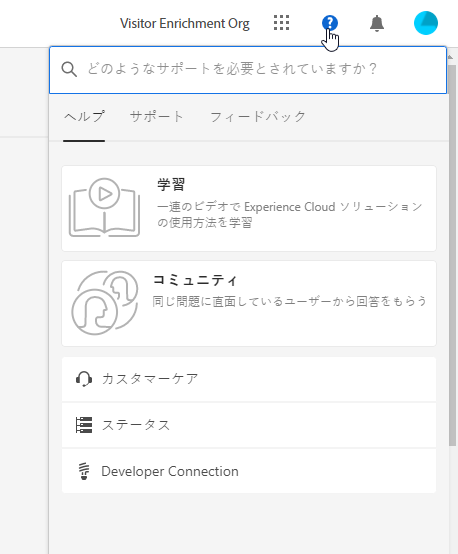 Visitor Enrichment Org
?
どのようなサポートを必要とされていますか？
ヘルプ サポート フィードバック
学習
一連のビデオで Experience Cloud ソリューション
の使用方法を学習
コミュニティ
同じ問題に直面しているユーザーから回答をもらう
カスタマーケア
ステータス
Developer Connection